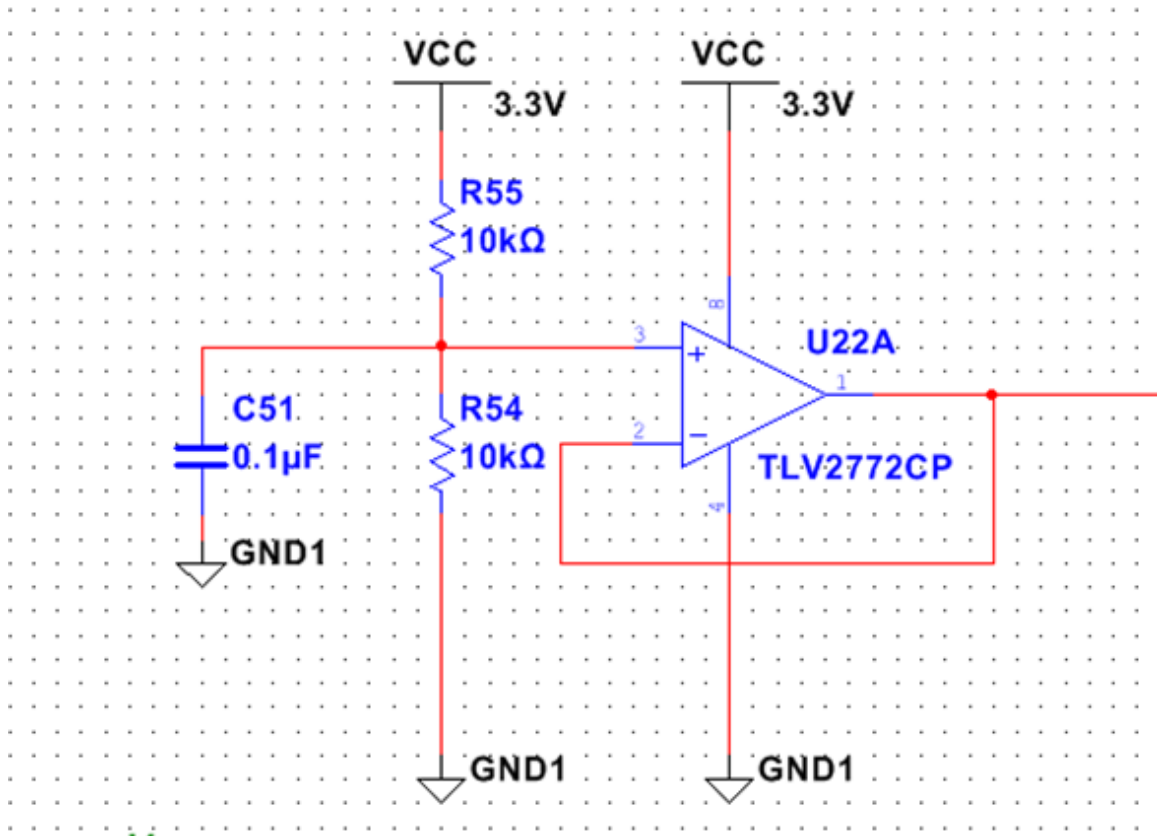 VCC
VCC
3.3V
3.3V
R55
10kΩ
8
3
+
U22A
1
C51
0.1µF
R54
10kΩ
2
−
TLV2772CP
4
GND1
GND1
GND1